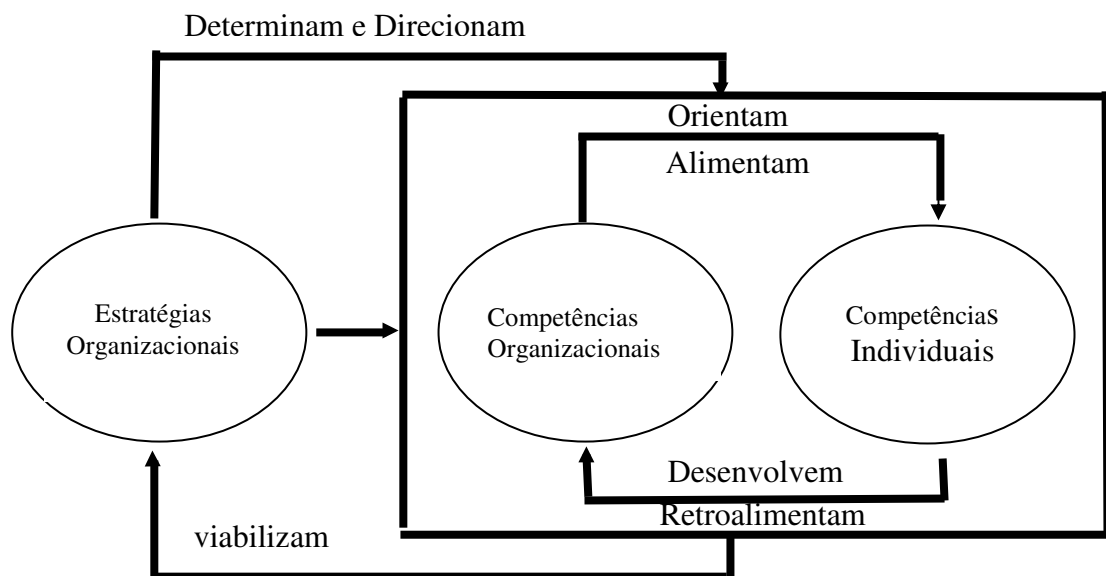 Determinam e Direcionam
Orientam
Alimentam
Estratégias
Organizacionais
Competências
Organizacionais
Competências
Individuais
Desenvolvem
Retroalimentam
viabilizam